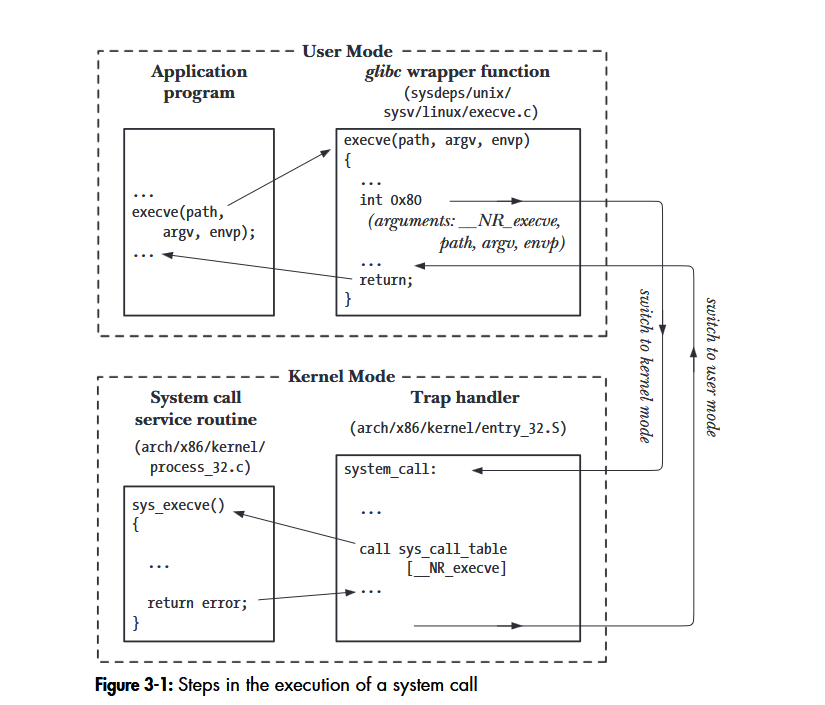 User Mode
Application
program
glibc wrapper function
(sysdeps/unix/
sysv/linux/execve.c)
...
execve(path,
argv, envp);
...
execve(path, argv, envp)
{
...
int 0x80
(arguments: __NR_execve,
path, argv, envp)
...
return;
}
switch to kernel mode
switch to user mode
Kernel Mode
System call
service routine
(arch/x86/kernel/
process_32.c)
Trap handler
(arch/x86/kernel/entry_32.S)
sys_execve()
{
...
return error;
}
system_call:
...
call sys_call_table
[__NR_execve]
...
Figure 3-1: Steps in the execution of a system call